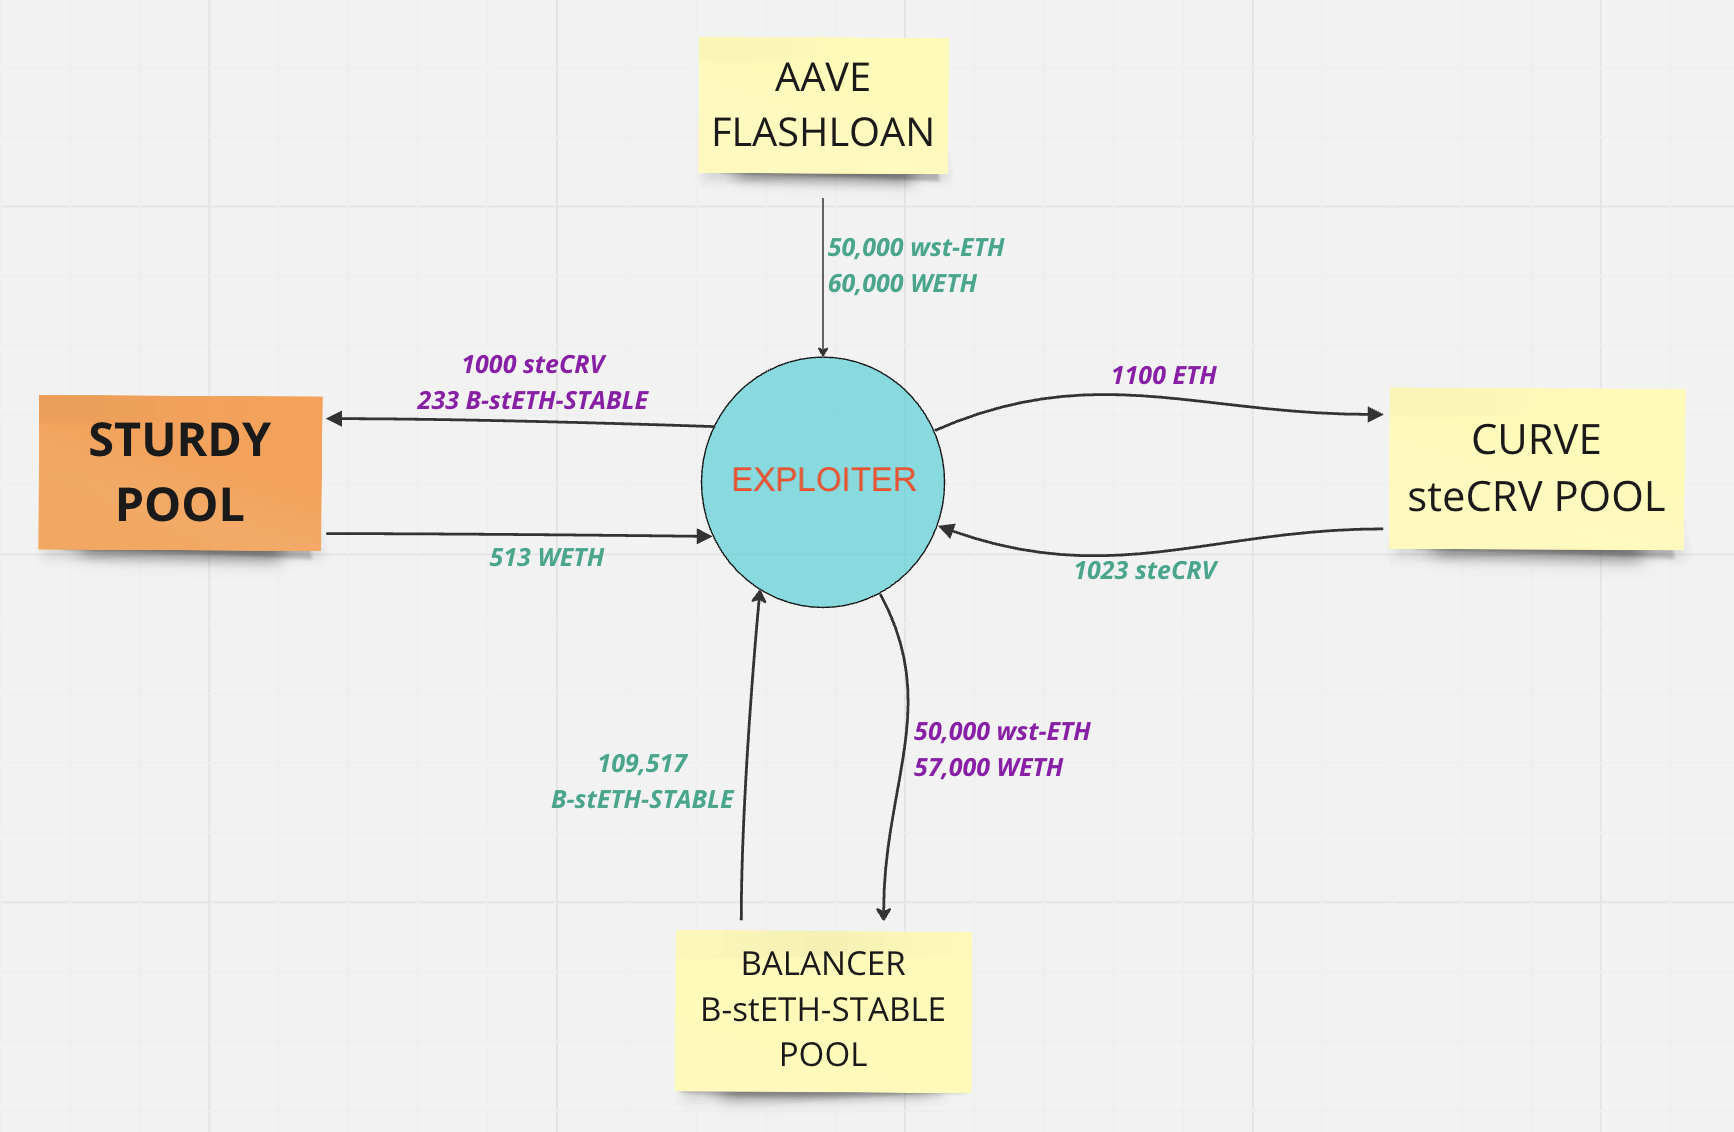 AAVE
FLASHLOAN
50,000 wst-ETH
60,000 WETH
1000 steCRV
233 B-stETH-STABLE
1100 ETH
STURDY
POOL
EXPLOITER
CURVE
steCRV POOL
513 WETH
1023 steCRV
109,517
B-stETH-STABLE
50,000 wst-ETH
57,000 WETH
BALANCER
B-stETH-STABLE
POOL